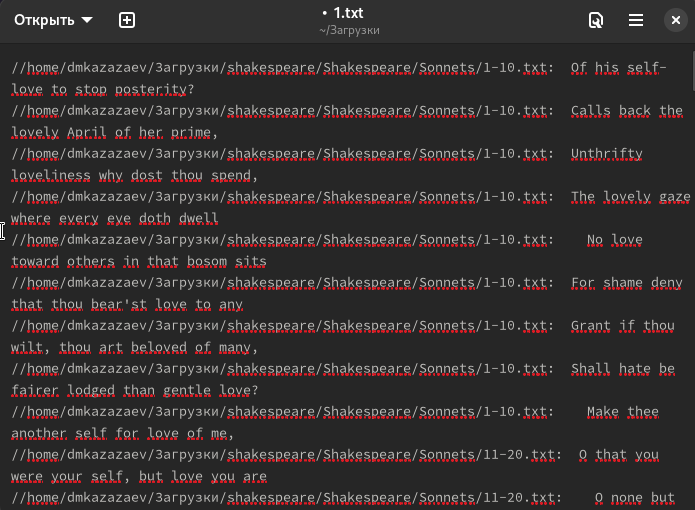 Открыть
• 1.txt
~/Загрузки
//home/dmkazazaev/Загрузки/shakespeare/Shakespeare/Sonnets/1-10.txt:  Of his self-
love to stop posterity?
//home/dmkazazaev/Загрузки/shakespeare/Shakespeare/Sonnets/1-10.txt:  Calls back the
lovely April of her prime,
//home/dmkazazaev/Загрузки/shakespeare/Shakespeare/Sonnets/1-10.txt:  Unthrifty
loveliness why dost thou spend,
//home/dmkazazaev/Загрузки/shakespeare/Shakespeare/Sonnets/1-10.txt:  The lovely gaze
where every eye doth dwell
//home/dmkazazaev/Загрузки/shakespeare/Shakespeare/Sonnets/1-10.txt:    No love
toward others in that bosom sits
//home/dmkazazaev/Загрузки/shakespeare/Shakespeare/Sonnets/1-10.txt:  For shame deny
that thou bear'st love to any
//home/dmkazazaev/Загрузки/shakespeare/Shakespeare/Sonnets/1-10.txt:  Grant if thou
wilt, thou art beloved of many,
//home/dmkazazaev/Загрузки/shakespeare/Shakespeare/Sonnets/1-10.txt:  Shall hate be
fairer lodged than gentle love?
//home/dmkazazaev/Загрузки/shakespeare/Shakespeare/Sonnets/1-10.txt:    Make thee
another self for love of me,
//home/dmkazazaev/Загрузки/shakespeare/Shakespeare/Sonnets/11-20.txt:  O that you
were your self, but love you are
//home/dmkazazaev/Загрузки/shakespeare/Shakespeare/Sonnets/11-20.txt:    O none but